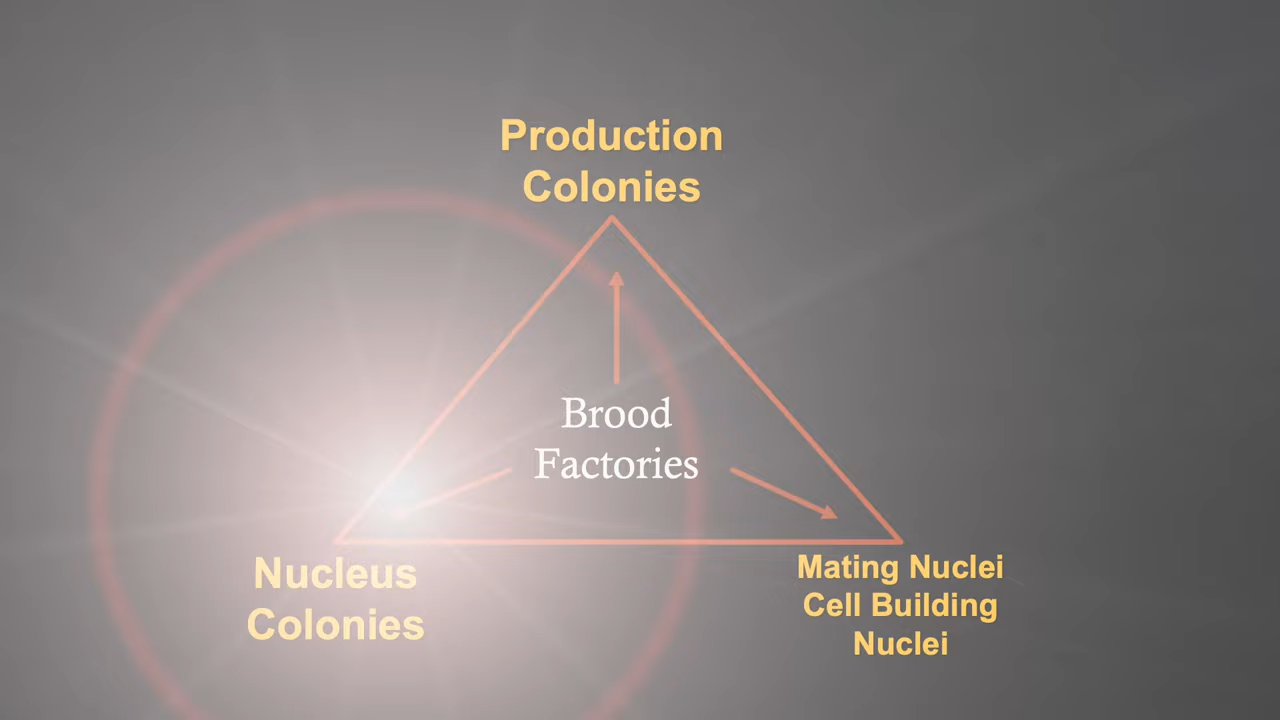 Production
Colonies
Brood
Factories
Nucleus
Colonies
Mating Nuclei
Cell Building
Nuclei